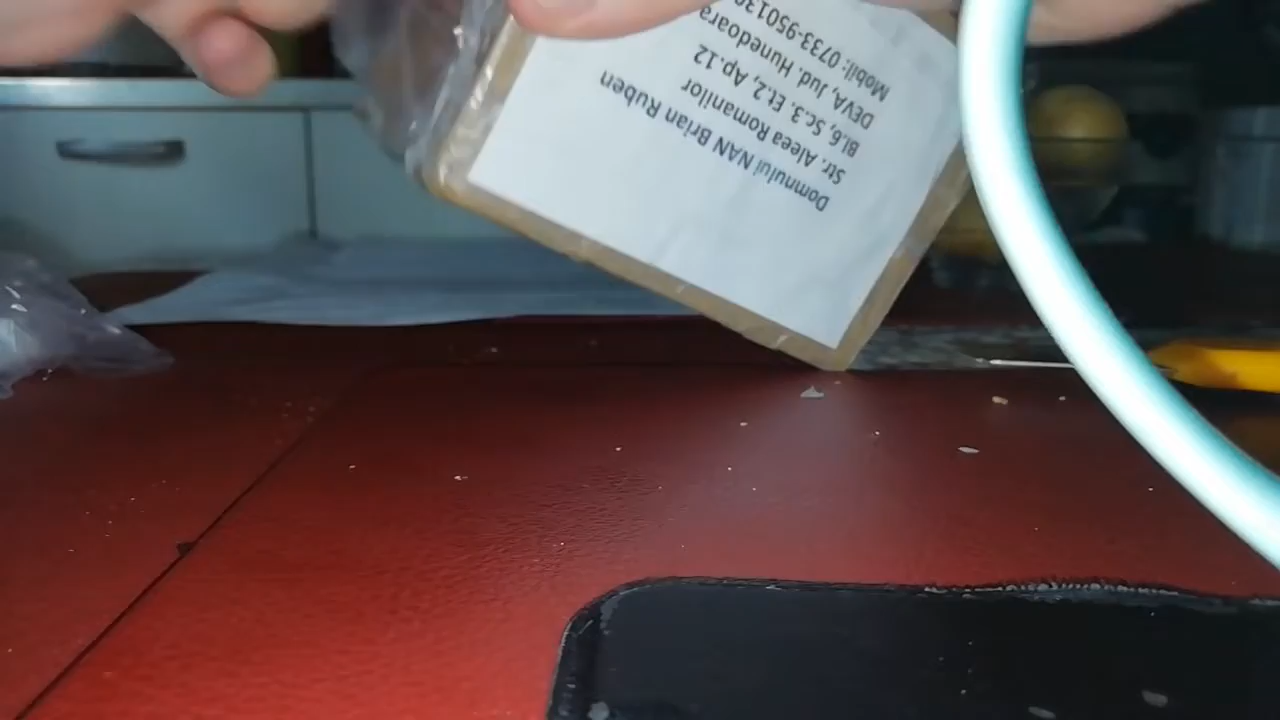 Domnului NAN Brian Ruben
Str. Aleea Romanilor
Bl.6, Sc.3. Et.2, Ap.12
DEVA, Jud. Hunedoara
Mobil: 0733-950130